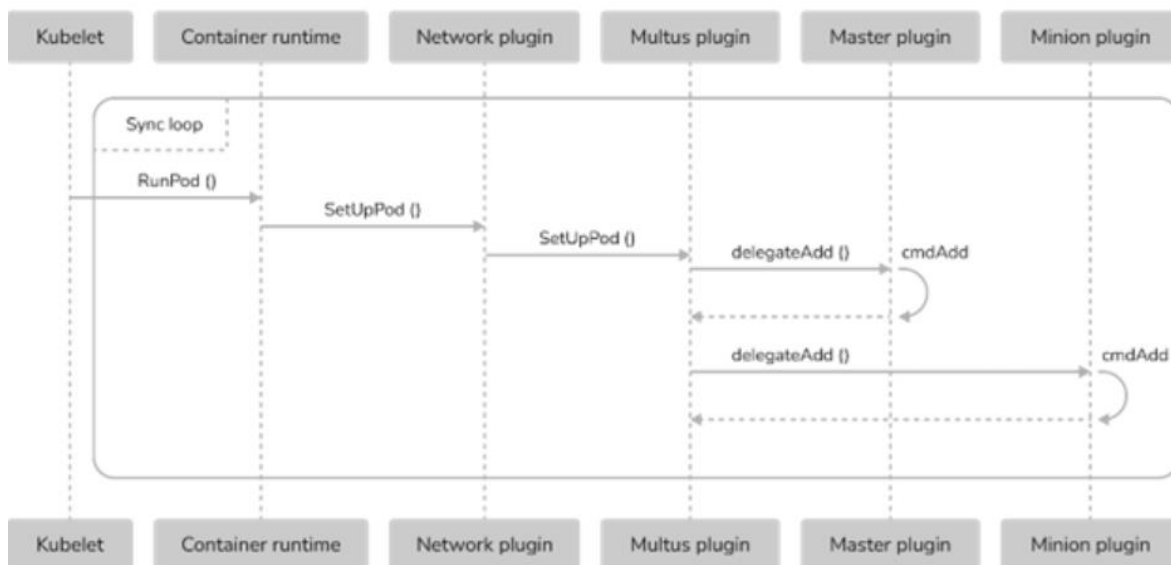 Kubelet Container runtime Network plugin Multus plugin Master plugin Minion plugin
Sync loop
RunPod ()
SetUpPod ()
SetUpPod ()
delegateAdd () cmdAdd
delegateAdd () cmdAdd
Kubelet Container runtime Network plugin Multus plugin Master plugin Minion plugin